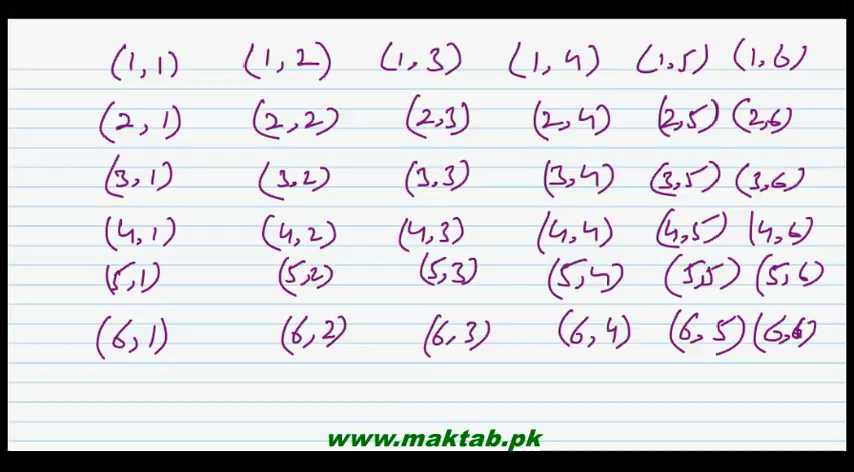 (1, 1) (1, 2) (1, 3) (1, 4) (1,5) (1,6)
(2, 1) (2, 2) (2,3) (2, 4) (2,5) (2,6)
(3, 1) (3,2) (3,3) (3,4) (3,5) (3,6)
(4,1) (4,2) (4,3) (4,4) (4,5) (4,6)
(5,1) (5,2) (5,3) (5,4) (5,5) (5,6)
(6,1) (6,2) (6,3) (6,4) (6,5) (6,6)
www.maktab.pk